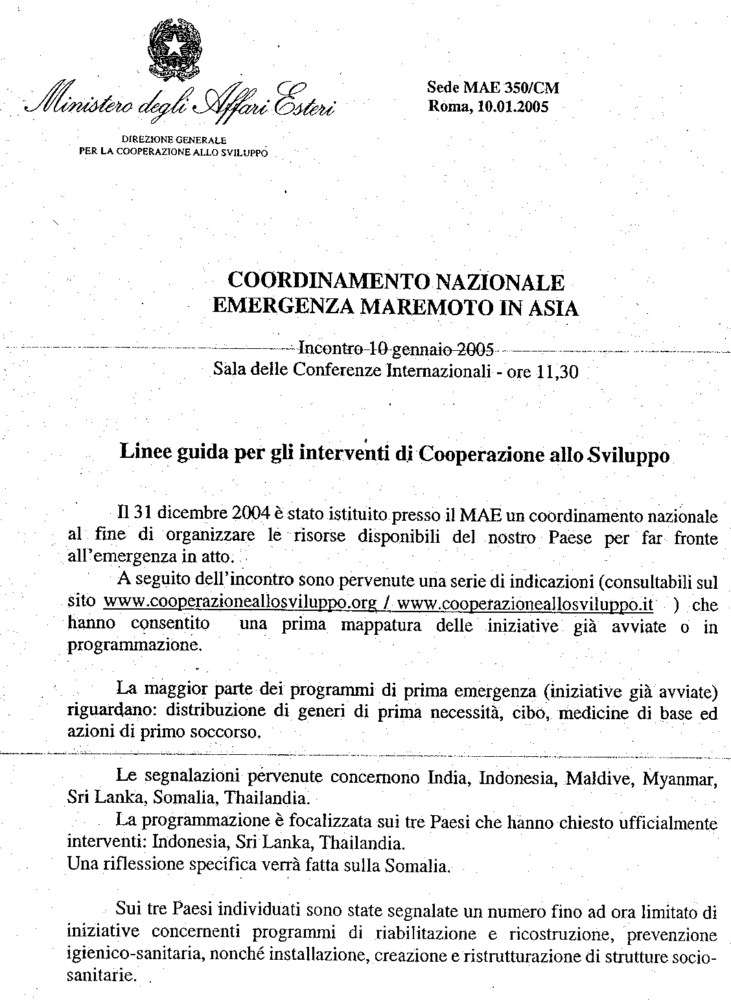 Ministero degli Affari Esteri
DIREZIONE GENERALE
PER LA COOPERAZIONE ALLO SVILUPPO
Sede MAE 350/CM
Roma, 10.01.2005
COORDINAMENTO NAZIONALE
EMERGENZA MAREMOTO IN ASIA
Incontro 10 gennaio 2005
Sala delle Conferenze Internazionali - ore 11,30
Linee guida per gli interventi di Cooperazione allo Sviluppo
Il 31 dicembre 2004 è stato istituito presso il MAE un coordinamento nazionale
al fine di organizzare le risorse disponibili del nostro Paese per far fronte
all'emergenza in atto.
A seguito dell'incontro sono pervenute una serie di indicazioni (consultabili sul
sito www.cooperazioneallosviluppo.org / www.cooperazioneallosviluppo.it ) che
hanno consentito una prima mappatura delle iniziative già avviate o in
programmazione.
La maggior parte dei programmi di prima emergenza (iniziative già avviate)
riguardano: distribuzione di generi di prima necessità, cibo, medicine di base ed
azioni di primo soccorso.
Le segnalazioni pervenute concernono India, Indonesia, Maldive, Myanmar,
Sri Lanka, Somalia, Thailandia.
La programmazione è focalizzata sui tre Paesi che hanno chiesto ufficialmente
interventi: Indonesia, Sri Lanka, Thailandia.
Una riflessione specifica verrà fatta sulla Somalia.
Sui tre Paesi individuati sono state segnalate un numero fino ad ora limitato di
iniziative concernenti programmi di riabilitazione e ricostruzione, prevenzione
igienico-sanitaria, nonché installazione, creazione e ristrutturazione di strutture socio-
sanitarie.